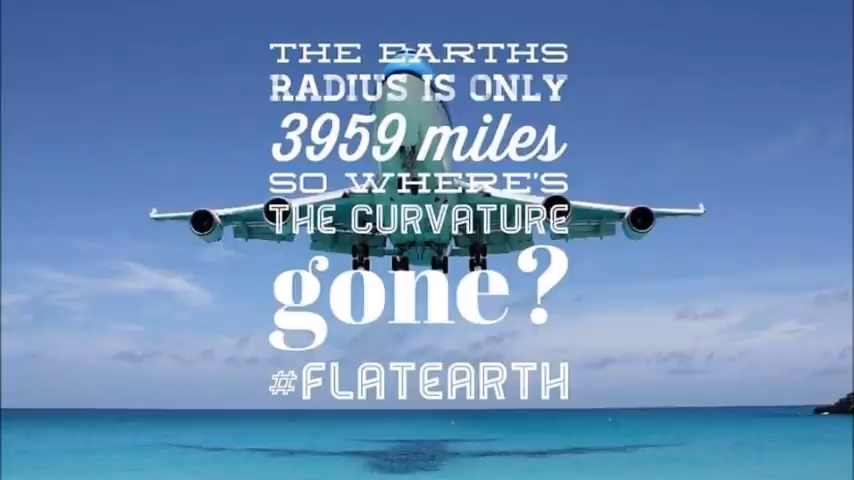 THE EARTHS
RADIUS IS ONLY
3959 miles
SO WHERE'S
THE CURVATURE
gone?
#FLATEARTH